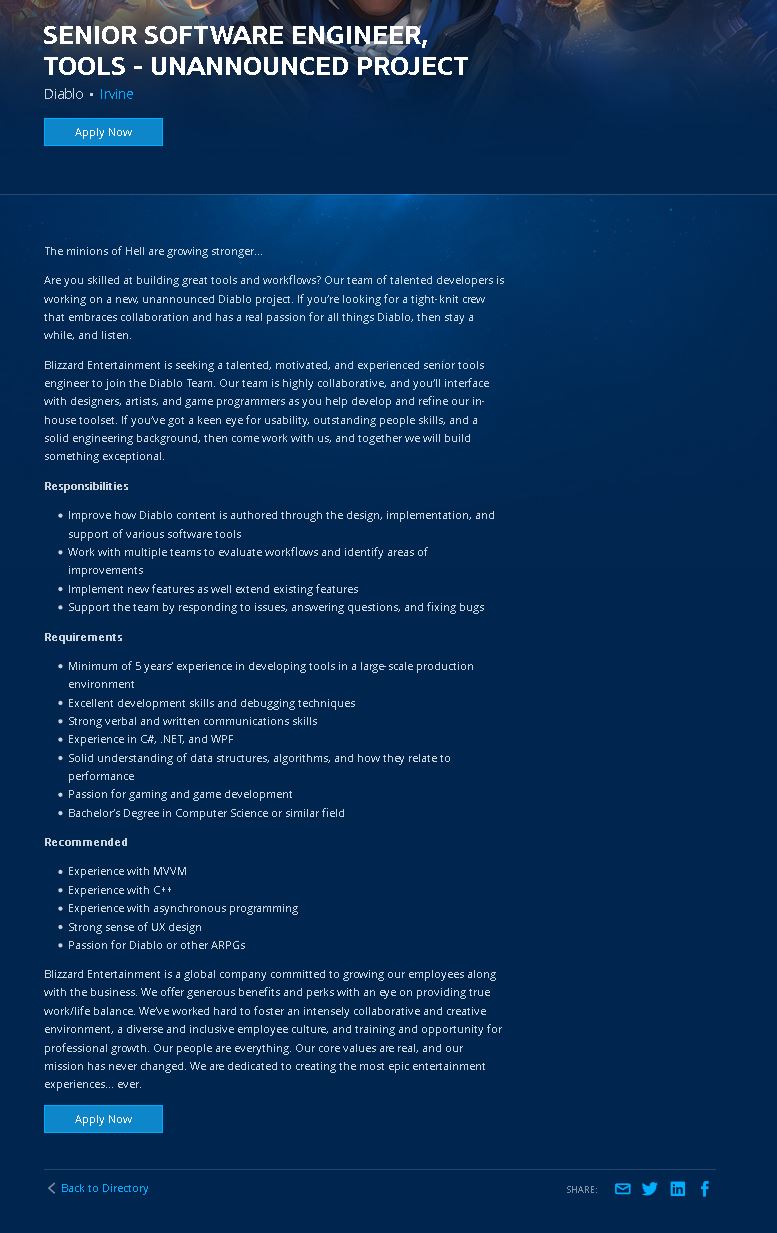 SENIOR SOFTWARE ENGINEER,
TOOLS - UNANNOUNCED PROJECT
Diablo • Irvine
Apply Now
The minions of Hell are growing stronger...
Are you skilled at building great tools and workflows? Our team of talented developers is
working on a new, unannounced Diablo project. If you're looking for a tight-knit crew
that embraces collaboration and has a real passion for all things Diablo, then stay a
while, and listen.
Blizzard Entertainment is seeking a talented, motivated, and experienced senior tools
engineer to join the Diablo Team. Our team is highly collaborative, and you'll interface
with designers, artists, and game programmers as you help develop and refine our in-
house toolset. If you've got a keen eye for usability, outstanding people skills, and a
solid engineering background, then come work with us, and together we will build
something exceptional.
Responsibilities
• Improve how Diablo content is authored through the design, implementation, and
support of various software tools
• Work with multiple teams to evaluate workflows and identify areas of
improvements
• Implement new features as well extend existing features
• Support the team by responding to issues, answering questions, and fixing bugs
Requirements
• Minimum of 5 years' experience in developing tools in a large-scale production
environment
• Excellent development skills and debugging techniques
• Strong verbal and written communications skills
• Experience in C#, .NET, and WPF
• Solid understanding of data structures, algorithms, and how they relate to
performance
• Passion for gaming and game development
• Bachelor's Degree in Computer Science or similar field
Recommended
• Experience with MVVM
• Experience with C++
• Experience with asynchronous programming
• Strong sense of UX design
• Passion for Diablo or other ARPGs
Blizzard Entertainment is a global company committed to growing our employees along
with the business. We offer generous benefits and perks with an eye on providing true
work/life balance. We've worked hard to foster an intensely collaborative and creative
environment, a diverse and inclusive employee culture, and training and opportunity for
professional growth. Our people are everything. Our core values are real, and our
mission has never changed. We are dedicated to creating the most epic entertainment
experiences... ever.
Apply Now
Back to Directory
SHARE: